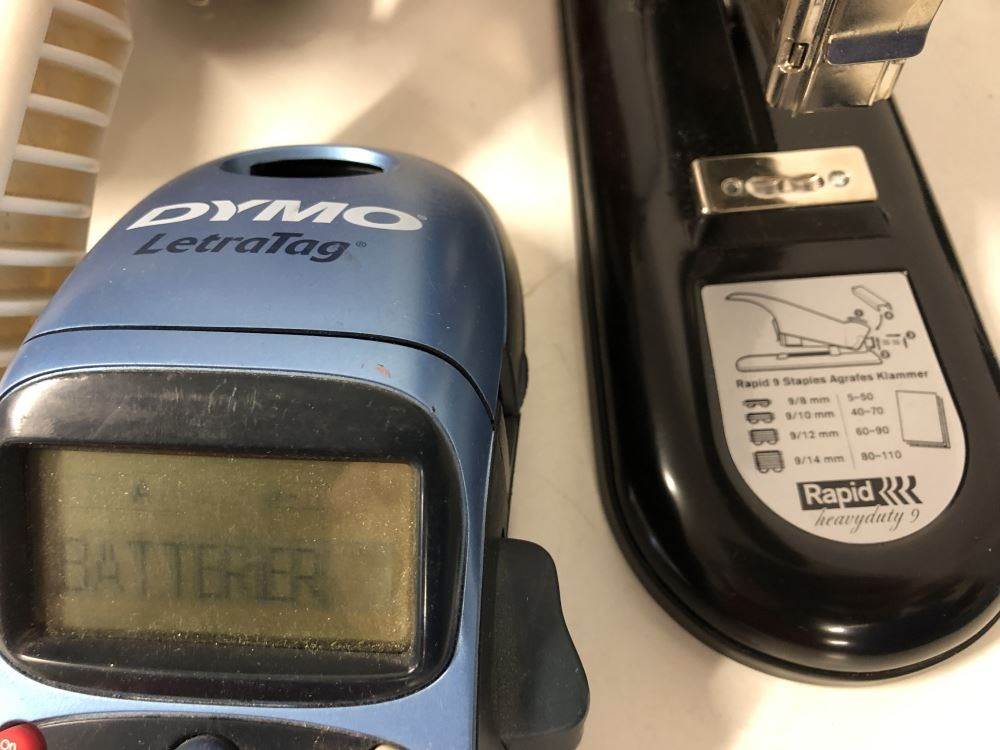 DYMO
LetraTag®
A
BATTERIER
On
Rapid 9 Staples Agrafes Klammer
9/8 mm 5-50
9/10 mm 40-70
9/12 mm 60-90
9/14 mm 80-110
Rapid
heavyduty 9